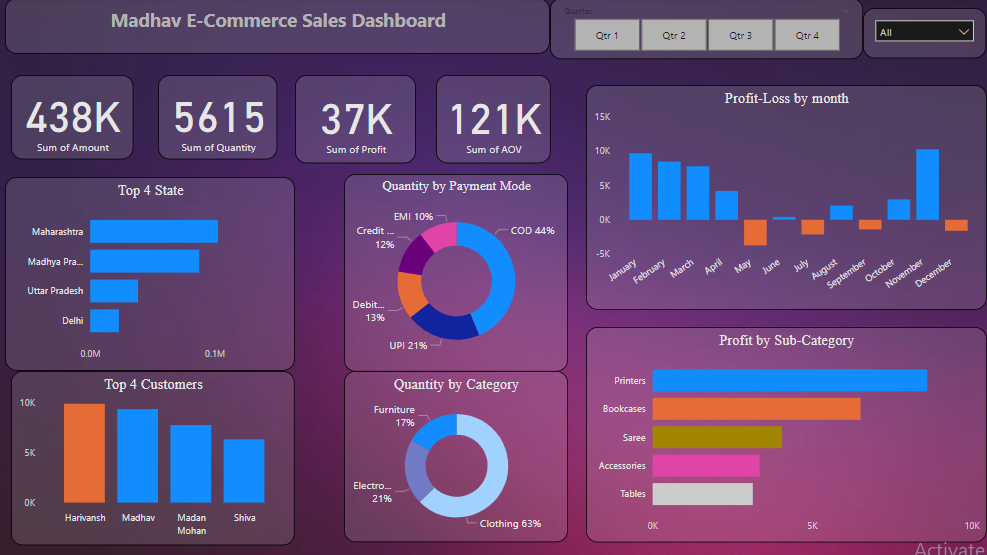 Madhav E-Commerce Sales Dashboard
Quarter
Qtr 1
Qtr 2
Qtr 3
Qtr 4
All
438K
Sum of Amount
5615
Sum of Quantity
37K
Sum of Profit
121K
Sum of AOV
Top 4 State
Maharashtra
Madhya Pra...
Uttar Pradesh
Delhi
0.0M
0.1M
Quantity by Payment Mode
EMI 10%
COD 44%
Credit ...
12%
Debit...
13%
UPI 21%
Profit-Loss by month
15K
10K
5K
0K
-5K
January
February
March
April
May
June
July
August
September
October
November
December
Top 4 Customers
10K
5K
0K
Harivansh
Madhav
Madan
Mohan
Shiva
Quantity by Category
Furniture
17%
Electro...
21%
Clothing 63%
Profit by Sub-Category
Printers
Bookcases
Saree
Accessories
Tables
0K
5K
10K
Activate